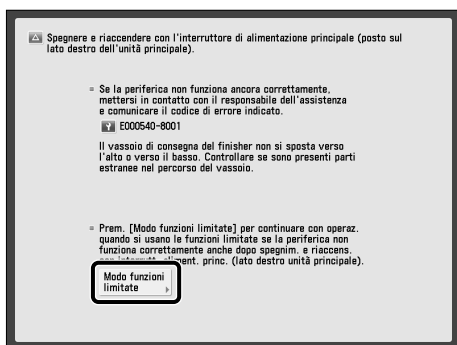 Spegnere e riaccendere con l'interruttore di alimentazione principale (posto sul
lato destro dell'unità principale).
Se la periferica non funziona ancora correttamente,
mettersi in contatto con il responsabile dell'assistenza
e comunicare il codice di errore indicato.
E000540-8001
Il vassoio di consegna del finisher non si sposta verso
l'alto o verso il basso. Controllare se sono presenti parti
estranee nel percorso del vassoio.
Prem. [Modo funzioni limitate] per continuare con operaz.
quando si usano le funzioni limitate se la periferica non
funziona correttamente anche dopo spegnim. e riaccens.
princ. (lato destro unità principale).
Modo funzioni
limitate